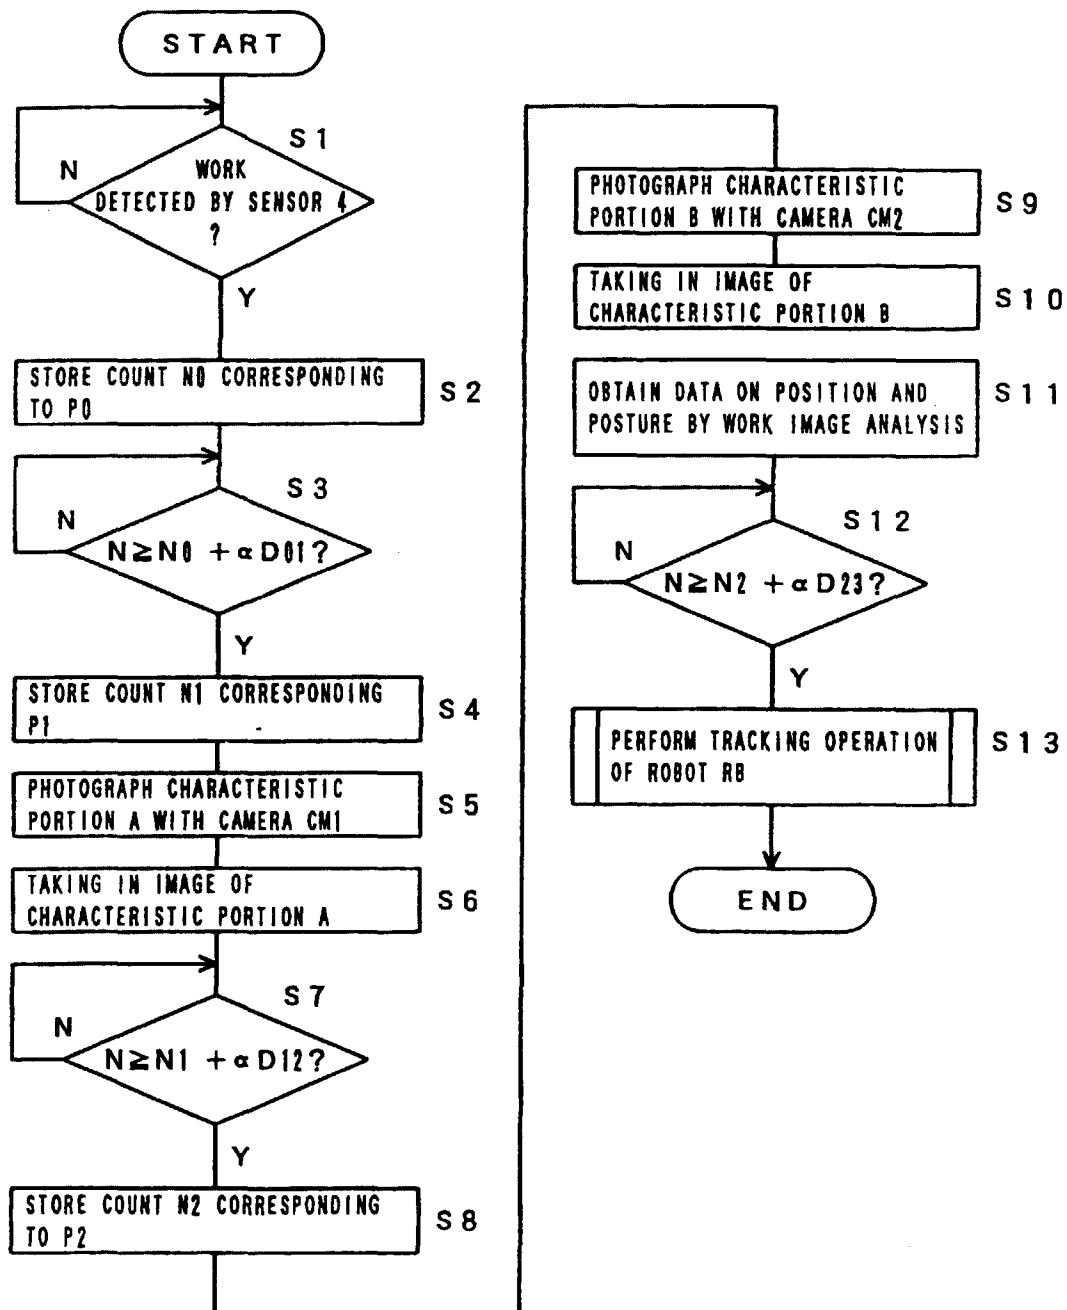 START
S1
N
WORK
DETECTED BY SENSOR 4
?
Y
STORE COUNT N0 CORRESPONDING
TO P0
S2
S3
N
N≧N0 + αD01?
Y
STORE COUNT N1 CORRESPONDING
P1
S4
PHOTOGRAPH CHARACTERISTIC
PORTION A WITH CAMERA CM1
S5
TAKING IN IMAGE OF
CHARACTERISTIC PORTION A
S6
S7
N
N≧N1 + αD12?
Y
STORE COUNT N2 CORRESPONDING
TO P2
S8
PHOTOGRAPH CHARACTERISTIC
PORTION B WITH CAMERA CM2
S9
TAKING IN IMAGE OF
CHARACTERISTIC PORTION B
S10
OBTAIN DATA ON POSITION AND
POSTURE BY WORK IMAGE ANALYSIS
S11
S12
N
N≧N2 + αD23?
Y
PERFORM TRACKING OPERATION
OF ROBOT RB
S13
END